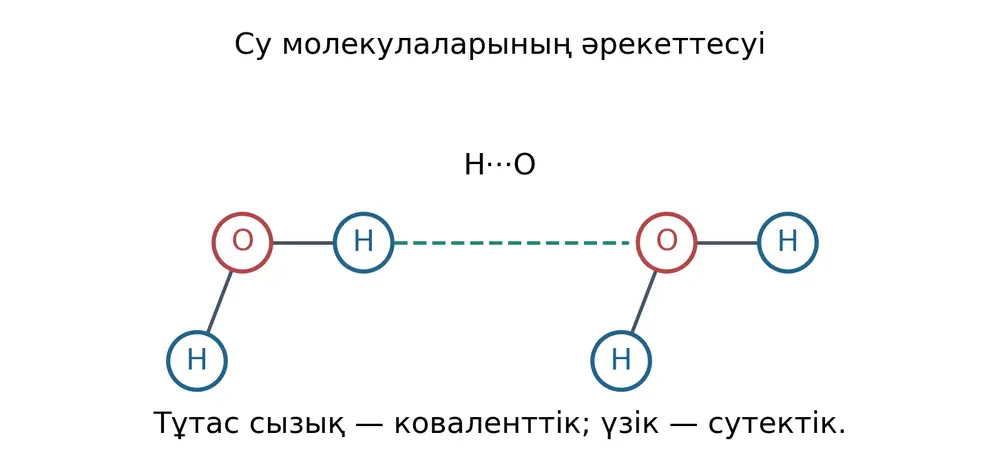 Су молекулаларының әрекеттесуі
H···O
O H O H
H H
Тұтас сызық — коваленттік; үзік — сутектік.